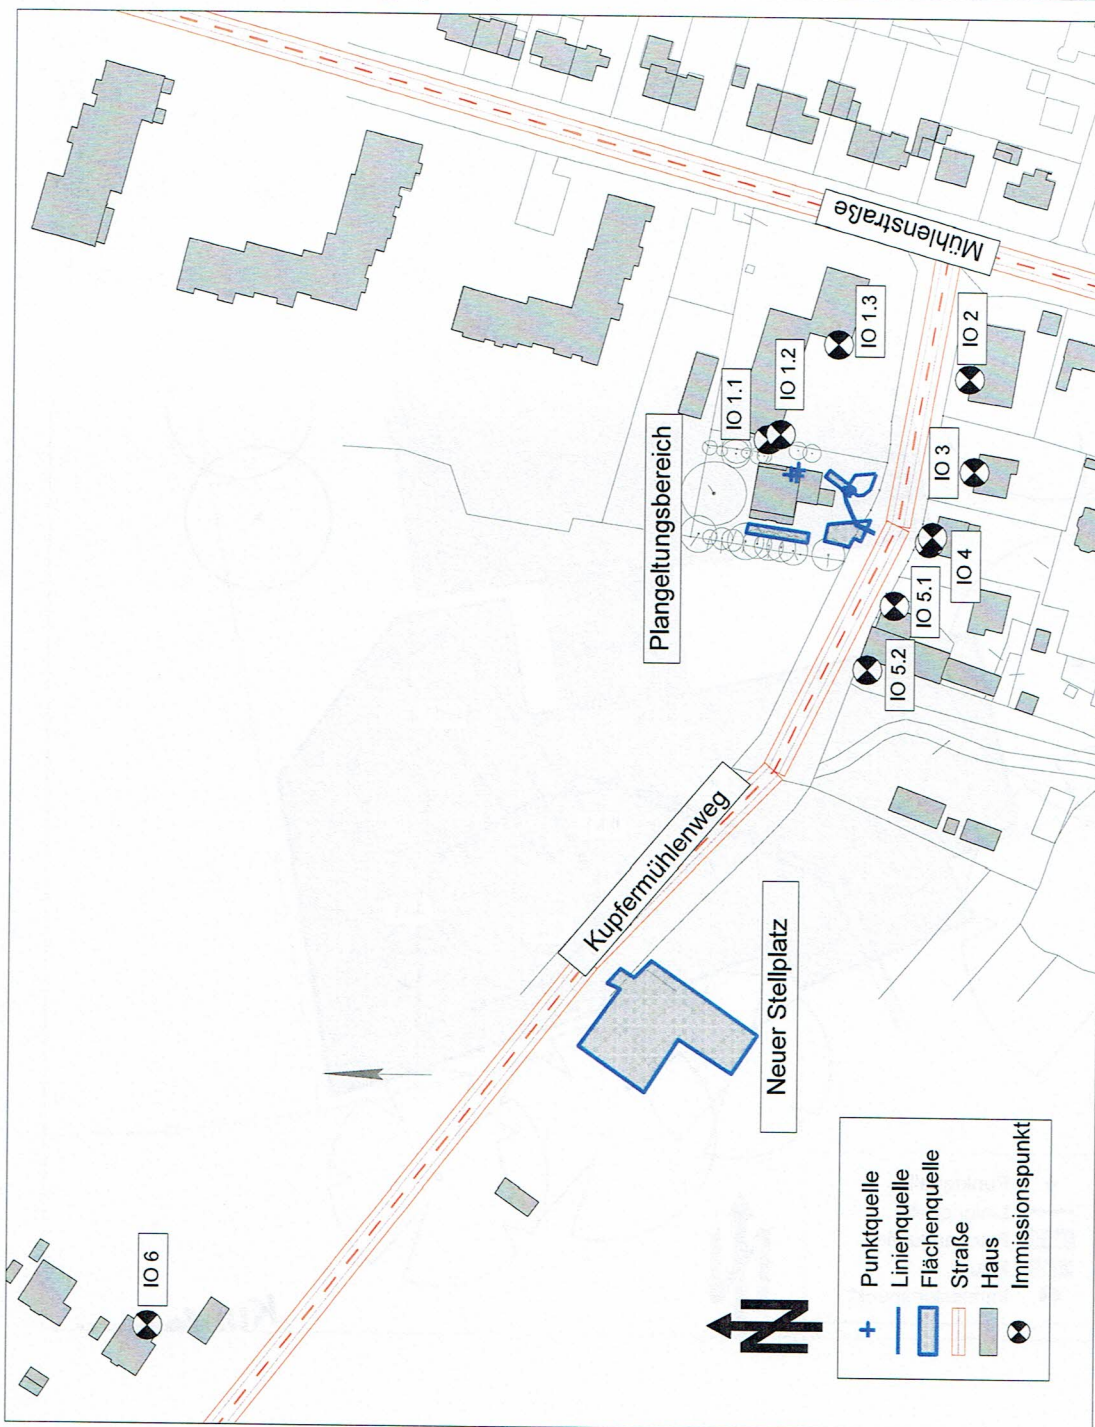 IO 6
Kupfermühlenweg
Neuer Stellplatz
Plangeltungsbereich
IO 1.1
IO 1.2
IO 1.3
Mühlenstraße
IO 2
IO 3
IO 4
IO 5.1
IO 5.2
Punktquelle
Linienquelle
Flächenquelle
Straße
Haus
Immissionspunkt